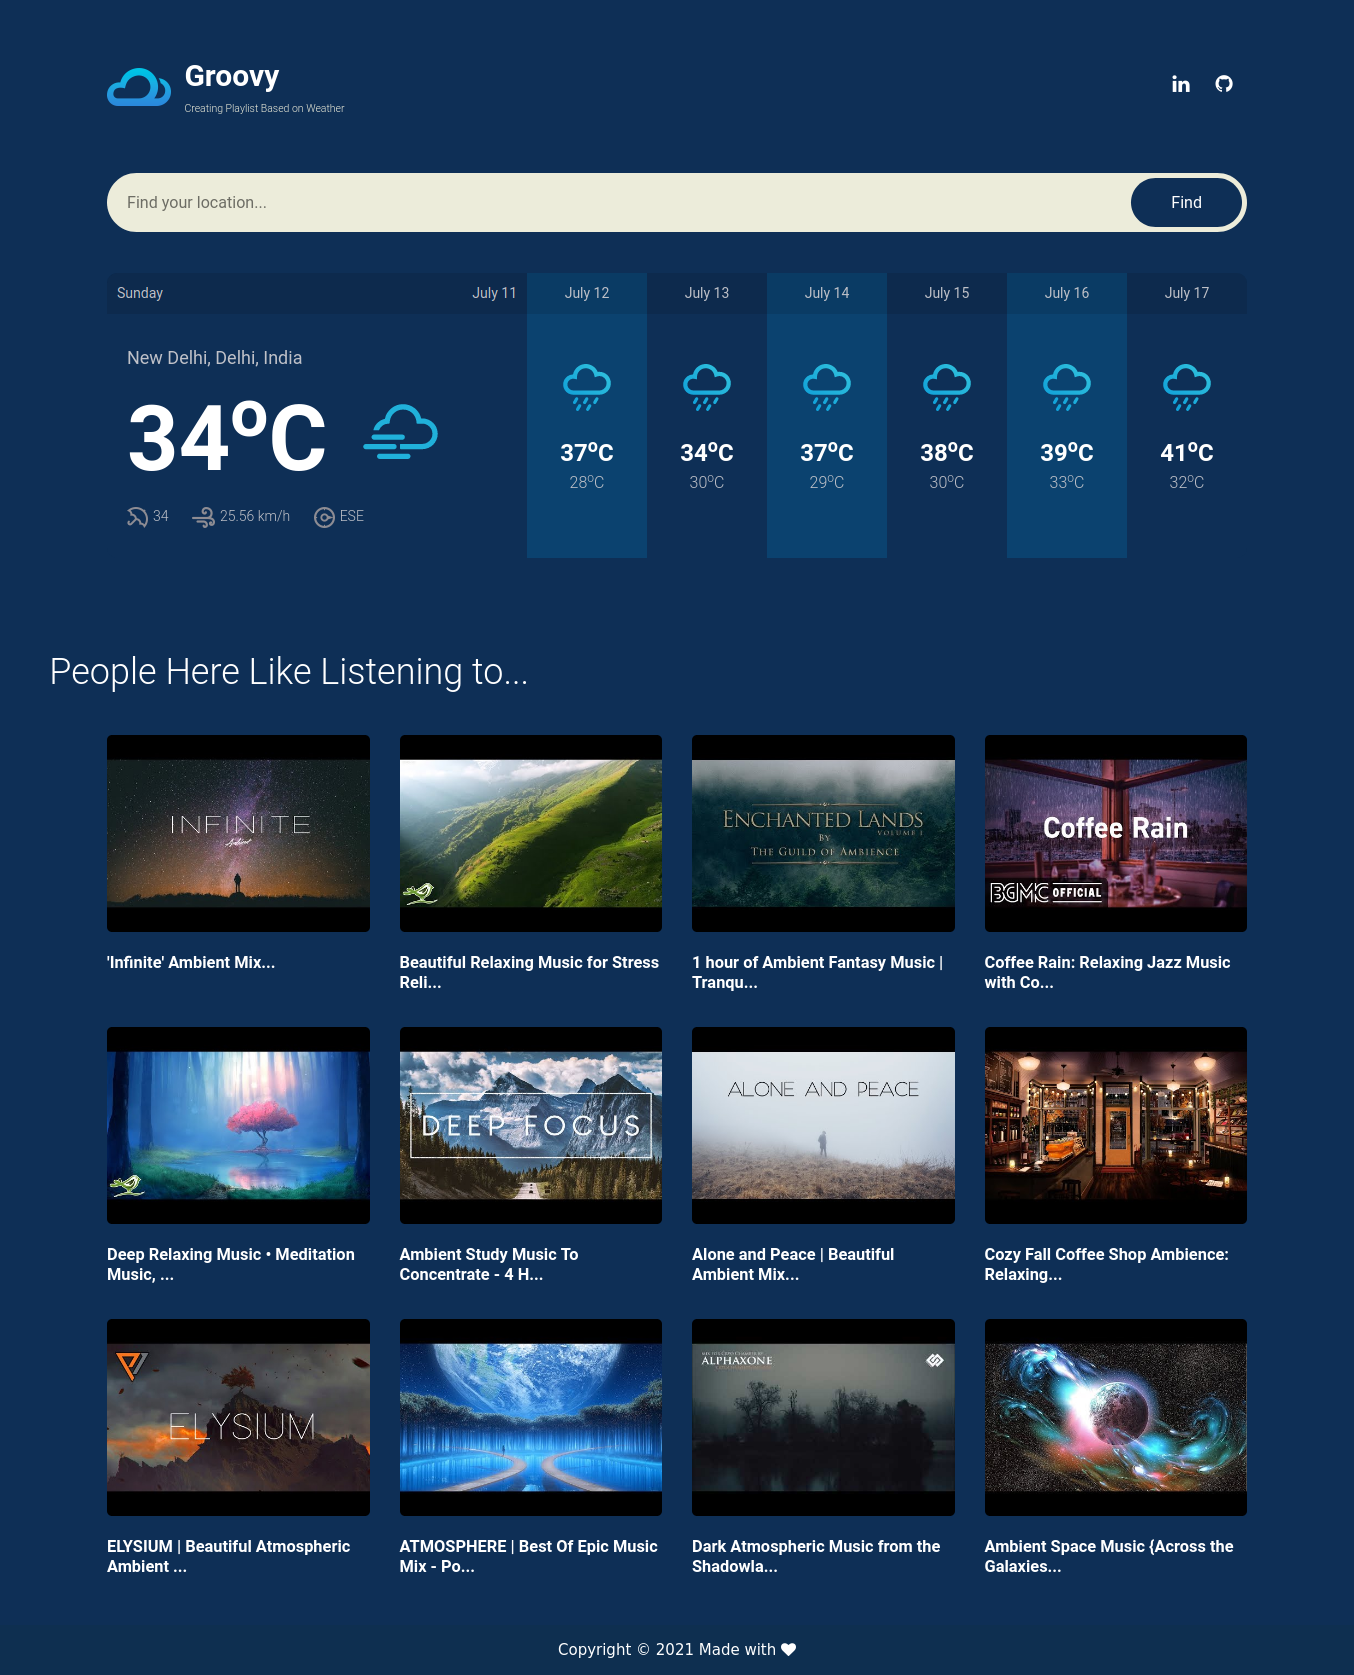 Groovy
Creating Playlist Based on Weather
Find your location...
Find
Sunday
July 11
July 12
July 13
July 14
July 15
July 16
July 17
New Delhi, Delhi, India
34°C
34
25.56 km/h
ESE
37°C
34°C
37°C
38°C
39°C
41°C
28°C
30°C
29°C
30°C
33°C
32°C
People Here Like Listening to...
INFINITE
Ambient
ENCHANTED LANDS
VOLUME I
BY
THE GUILD OF AMBIENCE
Coffee Rain
BGMC OFFICIAL
'Infinite' Ambient Mix...
Beautiful Relaxing Music for Stress
Reli...
1 hour of Ambient Fantasy Music |
Tranqu...
Coffee Rain: Relaxing Jazz Music
with Co...
DEEP FOCUS
ALONE AND PEACE
Deep Relaxing Music • Meditation
Music, ...
Ambient Study Music To
Concentrate - 4 H...
Alone and Peace | Beautiful
Ambient Mix...
Cozy Fall Coffee Shop Ambience:
Relaxing...
ELYSIUM
ALPHAXONE
ELYSIUM | Beautiful Atmospheric
Ambient ...
ATMOSPHERE | Best Of Epic Music
Mix - Po...
Dark Atmospheric Music from the
Shadowla...
Ambient Space Music {Across the
Galaxies...
Copyright © 2021 Made with